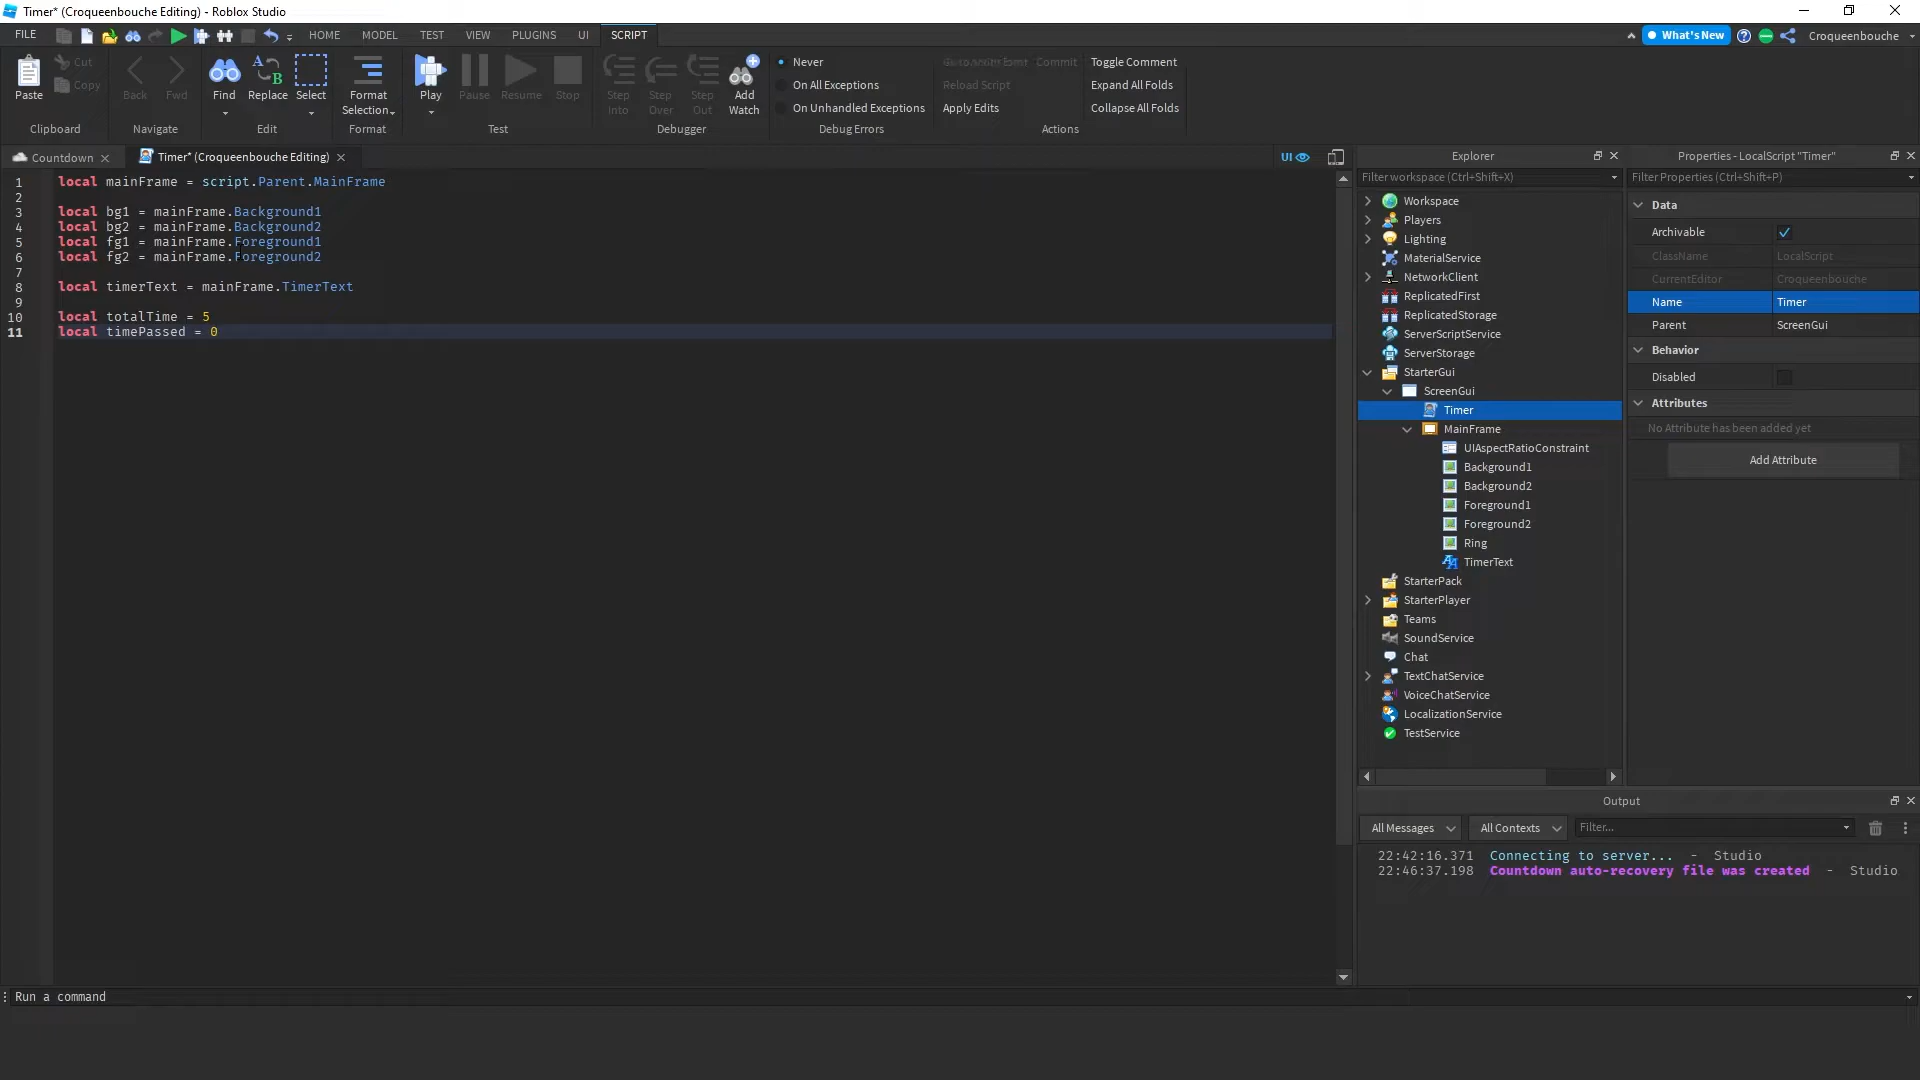 Timer* (Croqueenbouche Editing) - Roblox Studio
FILE
HOME
MODEL
TEST
VIEW
PLUGINS
UI
SCRIPT
What's New
Croqueenbouche
Paste
Cut
Copy
Back
Fwd
Find
Replace
Select
Format
Selection
Play
Pause
Resume
Stop
Step
Into
Step
Over
Step
Out
Add
Watch
Never
On All Exceptions
On Unhandled Exceptions
Commit
Reload Script
Apply Edits
Toggle Comment
Expand All Folds
Collapse All Folds
Clipboard
Navigate
Edit
Format
Test
Debugger
Debug Errors
Actions
Countdown
Timer* (Croqueenbouche Editing)
UI
1 local mainFrame = script.Parent.MainFrame
2
3 local bg1 = mainFrame.Background1
4 local bg2 = mainFrame.Background2
5 local fg1 = mainFrame.Foreground1
6 local fg2 = mainFrame.Foreground2
7
8 local timerText = mainFrame.TimerText
9
10 local totalTime = 5
11 local timePassed = 0
Explorer
Filter workspace (Ctrl+Shift+X)
Workspace
Players
Lighting
MaterialService
NetworkClient
ReplicatedFirst
ReplicatedStorage
ServerScriptService
ServerStorage
StarterGui
ScreenGui
Timer
MainFrame
UIAspectRatioConstraint
Background1
Background2
Foreground1
Foreground2
Ring
TimerText
StarterPack
StarterPlayer
Teams
SoundService
Chat
TextChatService
VoiceChatService
LocalizationService
TestService
Properties - LocalScript "Timer"
Filter Properties (Ctrl+Shift+P)
Data
Archivable
ClassName LocalScript
CurrentEditor Croqueenbouche
Name Timer
Parent ScreenGui
Behavior
Disabled
Attributes
No Attribute has been added yet
Add Attribute
Output
All Messages
All Contexts
Filter...
22:42:16.371 Connecting to server... - Studio
22:46:37.198 Countdown auto-recovery file was created - Studio
Run a command